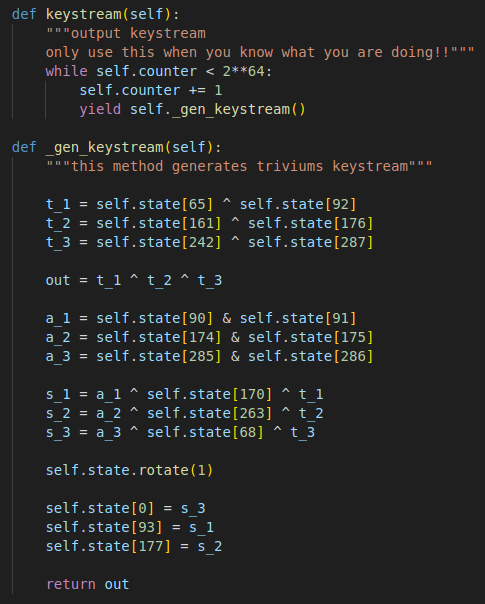 def keystream(self):
    """output keystream
    only use this when you know what you are doing!!"""
    while self.counter < 2**64:
        self.counter += 1
        yield self._gen_keystream()

def _gen_keystream(self):
    """this method generates triviums keystream"""

    t_1 = self.state[65] ^ self.state[92]
    t_2 = self.state[161] ^ self.state[176]
    t_3 = self.state[242] ^ self.state[287]

    out = t_1 ^ t_2 ^ t_3

    a_1 = self.state[90] & self.state[91]
    a_2 = self.state[174] & self.state[175]
    a_3 = self.state[285] & self.state[286]

    s_1 = a_1 ^ self.state[170] ^ t_1
    s_2 = a_2 ^ self.state[263] ^ t_2
    s_3 = a_3 ^ self.state[68] ^ t_3

    self.state.rotate(1)

    self.state[0] = s_3
    self.state[93] = s_1
    self.state[177] = s_2

    return out